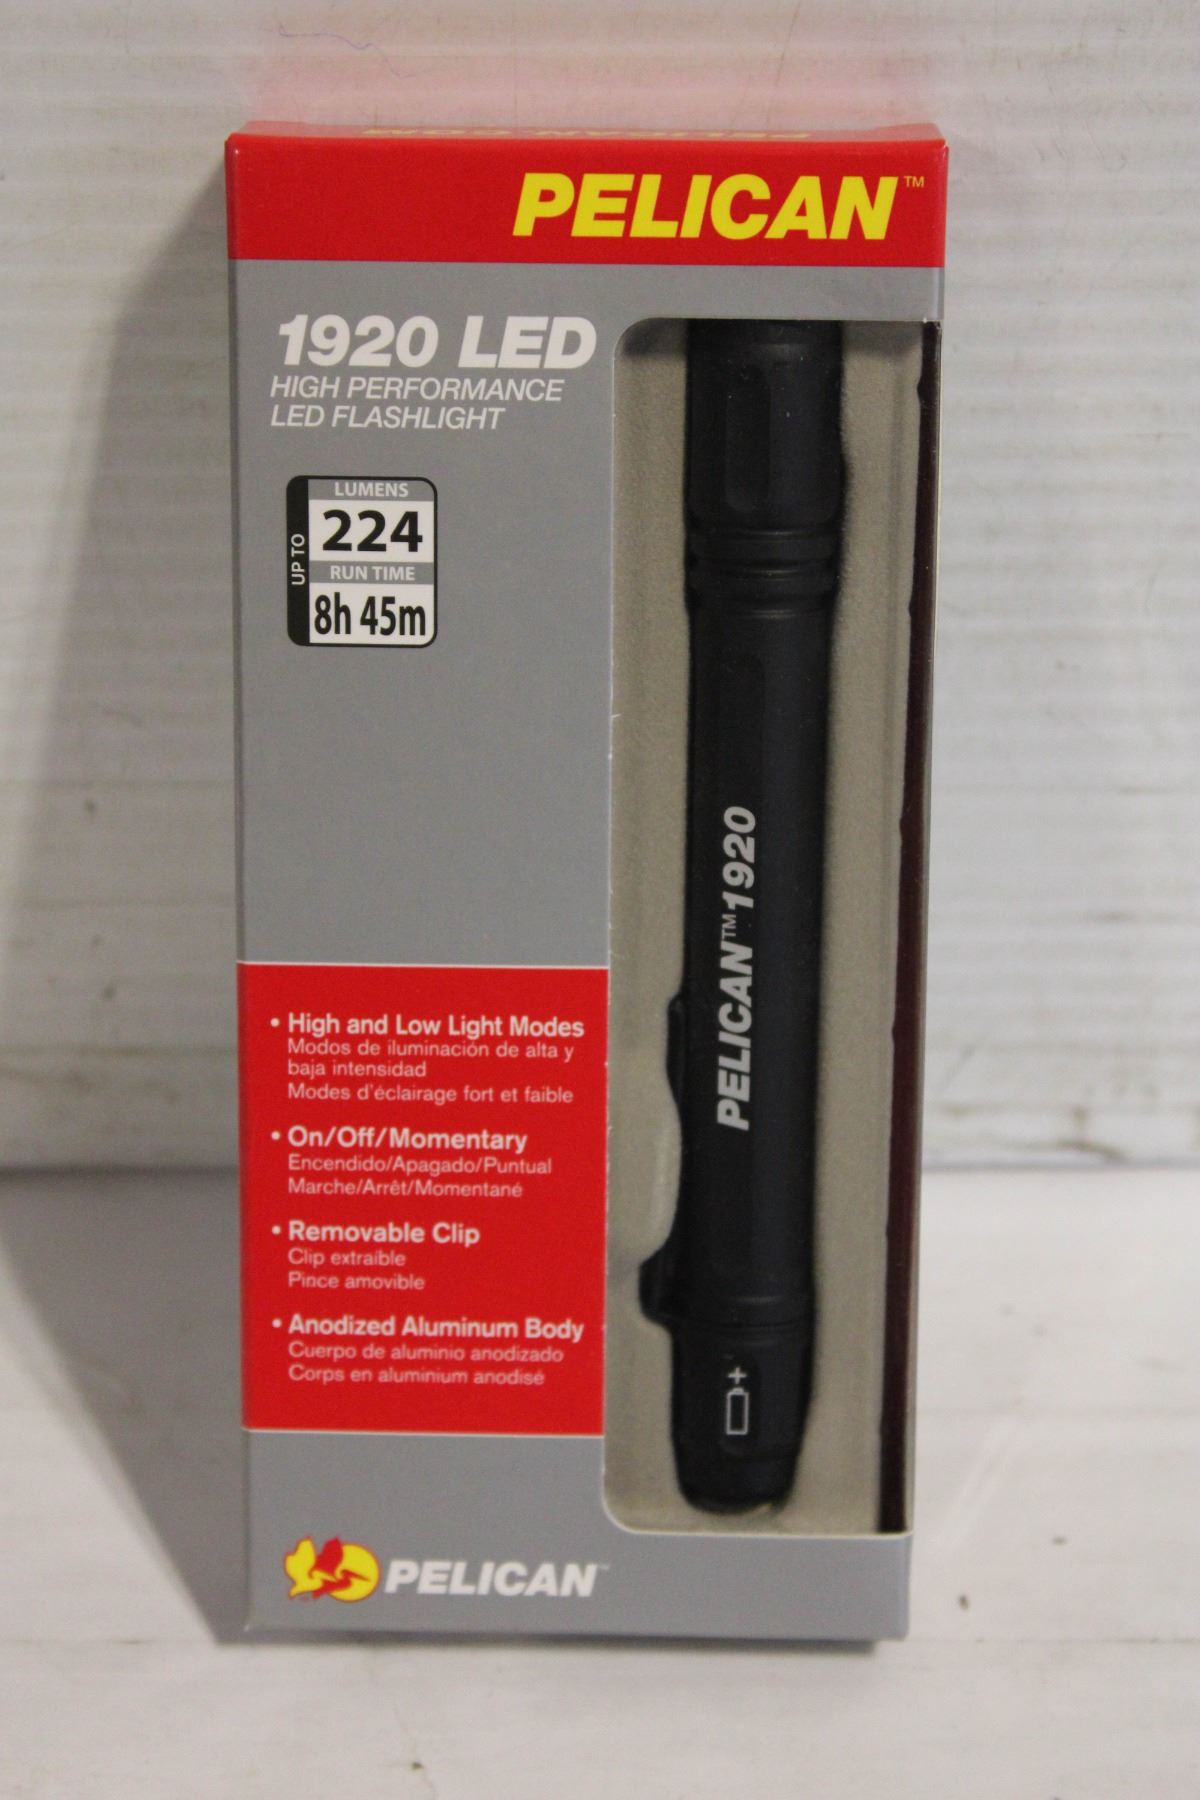 PELICAN.COM
PELICAN™
1920 LED
HIGH PERFORMANCE
LED FLASHLIGHT
UP TO
LUMENS
224
RUN TIME
8h 45m
PELICAN™1920
• High and Low Light Modes
Modos de iluminación de alta y
baja intensidad
Modes d'éclairage fort et faible
• On/Off/Momentary
Encendido/Apagado/Puntual
Marche/Arrêt/Momentané
• Removable Clip
Clip extraíble
Pince amovible
• Anodized Aluminum Body
Cuerpo de aluminio anodizado
Corps en aluminium anodisé
+
PELICAN™